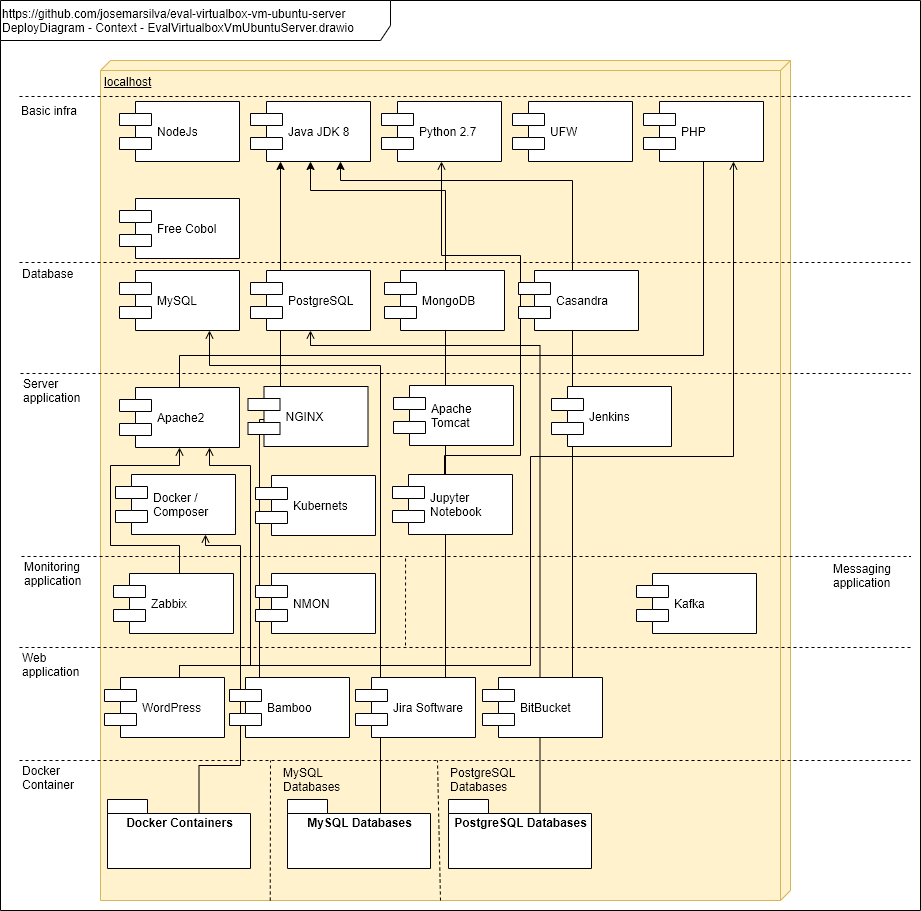 https://github.com/josemarsilva/eval-virtualbox-vm-ubuntu-server
DeployDiagram - Context - EvalVirtualboxVmUbuntuServer.drawio
localhost
Basic infra
NodeJs
Java JDK 8
Python 2.7
UFW
PHP
Free Cobol
Database
MySQL
PostgreSQL
MongoDB
Casandra
Server
application
Apache2
NGINX
Apache
Tomcat
Jenkins
Docker /
Composer
Kubernets
Jupyter
Notebook
Monitoring
application
Zabbix
NMON
Kafka
Messaging
application
Web
application
WordPress
Bamboo
Jira Software
BitBucket
Docker
Container
MySQL
Databases
PostgreSQL
Databases
Docker Containers
MySQL Databases
PostgreSQL Databases